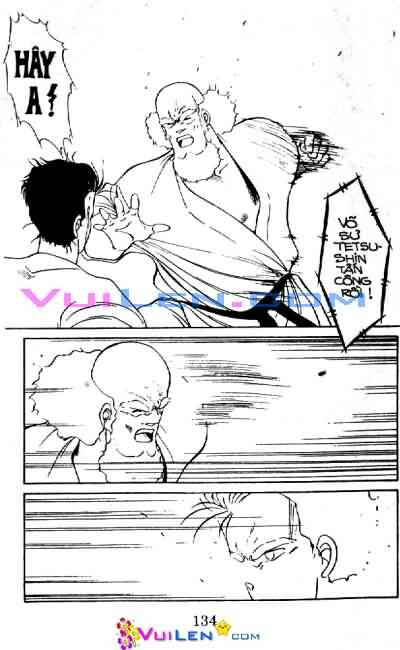 HÂY
A!
VÕ
SƯ
TETSU-
SHIN
TẤN
CÔNG
RỒI!
VuiLen.com
134
VuiLen.com